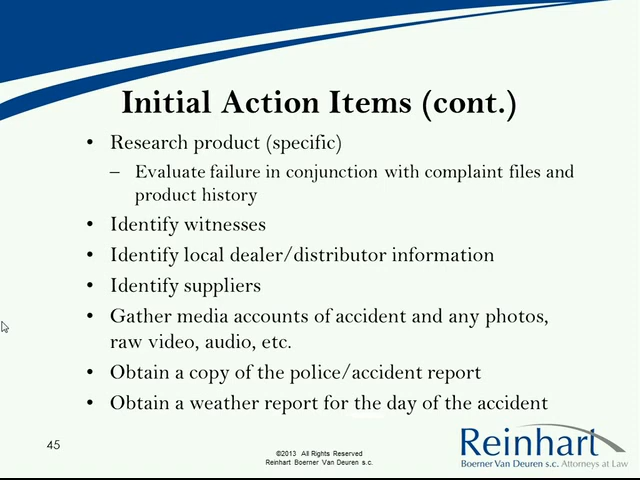 Initial Action Items (cont.)
• Research product (specific)
– Evaluate failure in conjunction with complaint files and
product history
• Identify witnesses
• Identify local dealer/distributor information
• Identify suppliers
• Gather media accounts of accident and any photos,
raw video, audio, etc.
• Obtain a copy of the police/accident report
• Obtain a weather report for the day of the accident
45
©2013 All Rights Reserved
Reinhart Boerner Van Deuren s.c.
Reinhart
Boerner Van Deuren s.c. Attorneys at Law